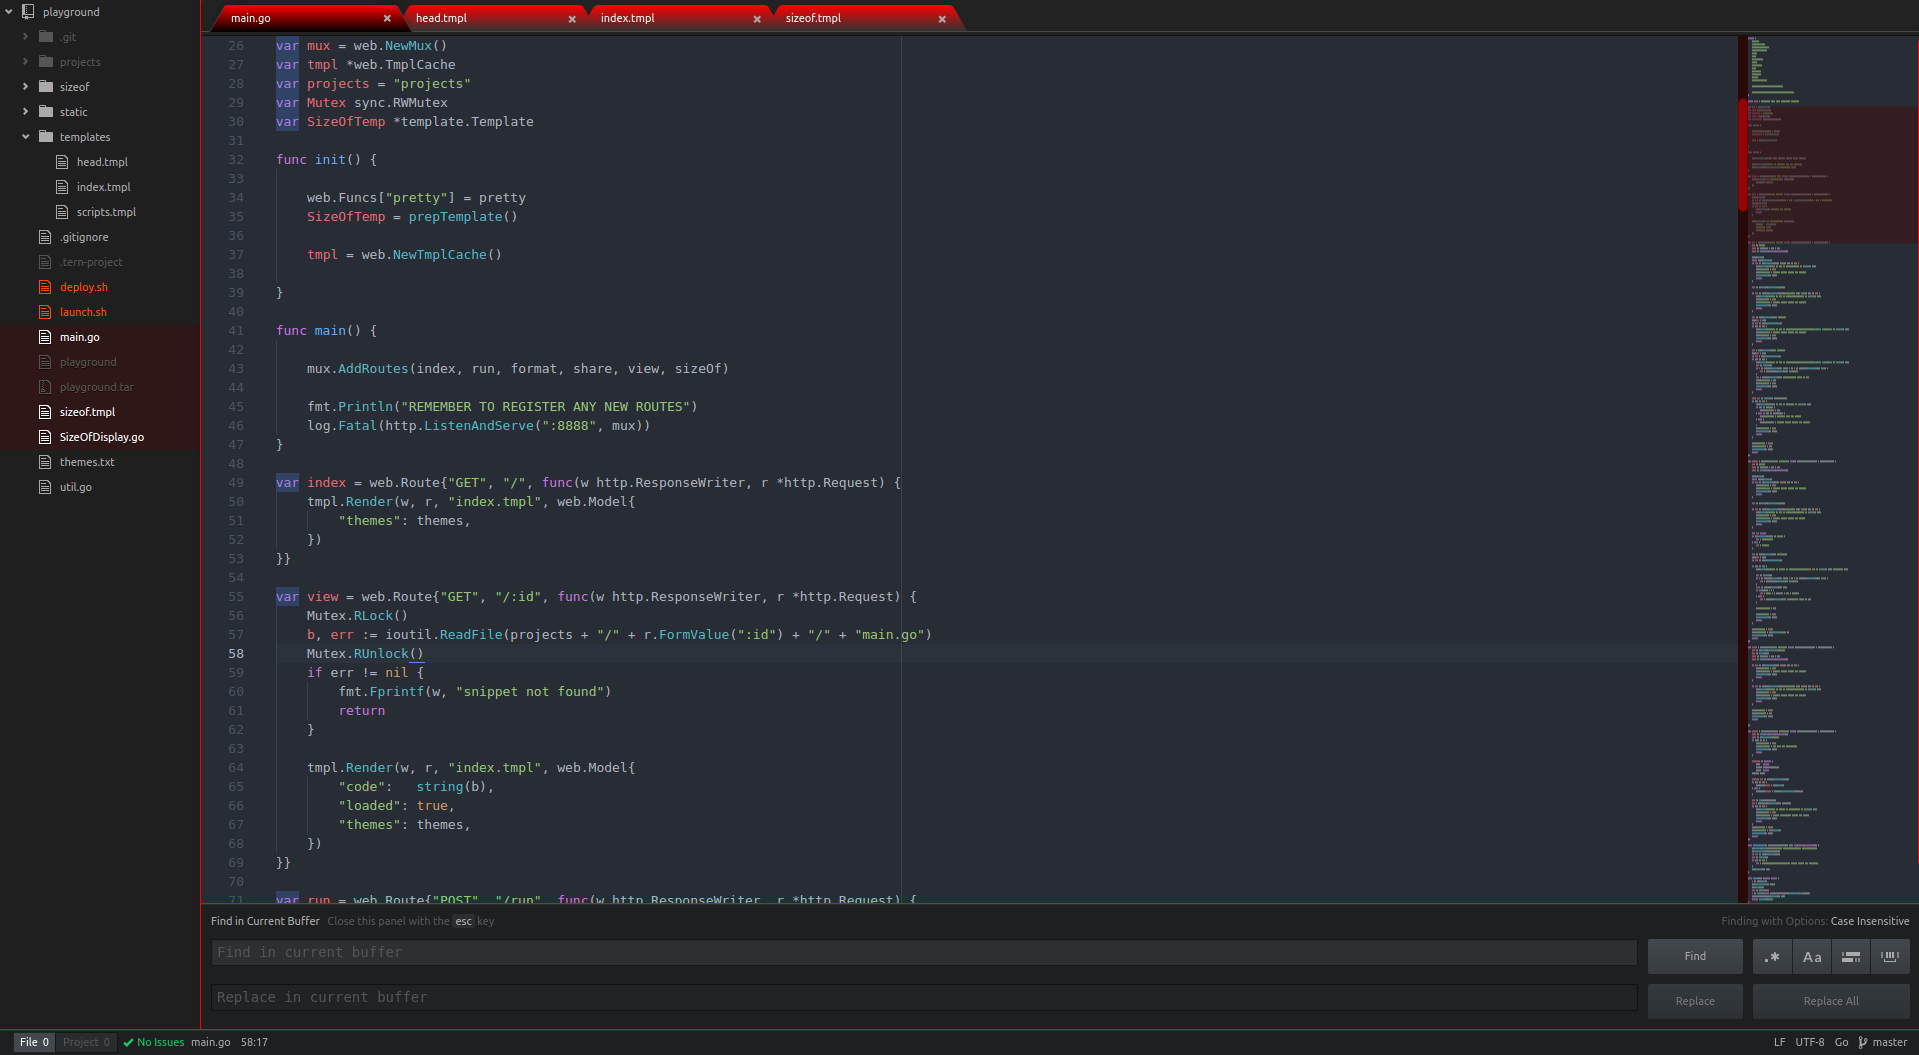 playground
.git
projects
sizeof
static
templates
head.tmpl
index.tmpl
scripts.tmpl
.gitignore
.tern-project
deploy.sh
launch.sh
main.go
playground
playground.tar
sizeof.tmpl
SizeOfDisplay.go
themes.txt
util.go
main.go head.tmpl index.tmpl sizeof.tmpl
26 var mux = web.NewMux()
27 var tmpl *web.TmplCache
28 var projects = "projects"
29 var Mutex sync.RWMutex
30 var SizeOfTemp *template.Template
31
32 func init() {
33
34 web.Funcs["pretty"] = pretty
35 SizeOfTemp = prepTemplate()
36
37 tmpl = web.NewTmplCache()
38
39 }
40
41 func main() {
42
43 mux.AddRoutes(index, run, format, share, view, sizeOf)
44
45 fmt.Println("REMEMBER TO REGISTER ANY NEW ROUTES")
46 log.Fatal(http.ListenAndServe(":8888", mux))
47 }
48
49 var index = web.Route{"GET", "/", func(w http.ResponseWriter, r *http.Request) {
50 tmpl.Render(w, r, "index.tmpl", web.Model{
51 "themes": themes,
52 })
53 }}
54
55 var view = web.Route{"GET", "/:id", func(w http.ResponseWriter, r *http.Request) {
56 Mutex.RLock()
57 b, err := ioutil.ReadFile(projects + "/" + r.FormValue(":id") + "/" + "main.go")
58 Mutex.RUnlock()
59 if err != nil {
60 fmt.Fprintf(w, "snippet not found")
61 return
62 }
63
64 tmpl.Render(w, r, "index.tmpl", web.Model{
65 "code":   string(b),
66 "loaded": true,
67 "themes": themes,
68 })
69 }}
70
71 var run = web.Route{"POST", "/run", func(w http.ResponseWriter, r *http.Request) {
Find in Current Buffer Close this panel with the esc key Finding with Options: Case Insensitive
Find in current buffer Find .* Aa
Replace in current buffer Replace Replace All
File 0 Project 0 No Issues main.go 58:17 LF UTF-8 Go master